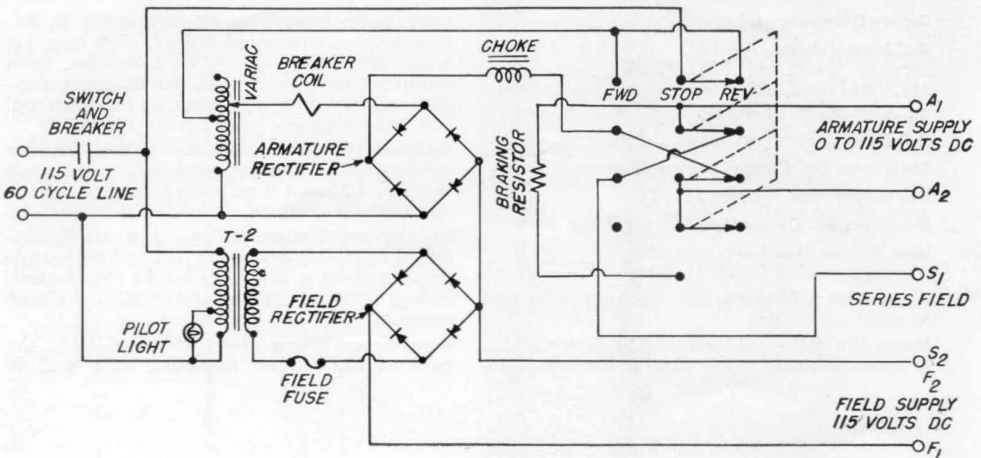 SWITCH
AND
BREAKER
115 VOLT
60 CYCLE LINE
VARIAC
BREAKER
COIL
ARMATURE
RECTIFIER
T-2
PILOT
LIGHT
FIELD
RECTIFIER
FIELD
FUSE
CHOKE
BRAKING
RESISTOR
FWD
STOP
REV
A1
ARMATURE SUPPLY
0 TO 115 VOLTS DC
A2
S1
SERIES FIELD
S2
F2
FIELD SUPPLY
115 VOLTS DC
F1